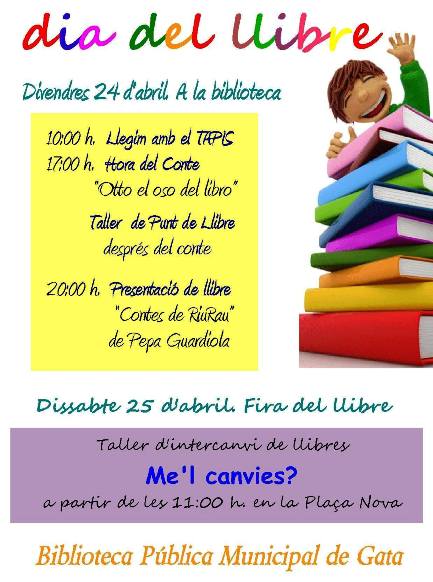 dia del llibre
Divendres 24 d'abril. A la biblioteca
10:00 h. Llegim amb el TAPIS
17:00 h. Hora del Conte
"Otto el oso del libro"
Taller de Punt de Llibre
després del conte
20:00 h. Presentació de llibre
"Contes de RiuRau"
de Pepa Guardiola
Dissabte 25 d'abril. Fira del llibre
Taller d'intercanvi de llibres
Me'l canvies?
a partir de les 11:00 h. en la Plaça Nova
Biblioteca Pública Municipal de Gata